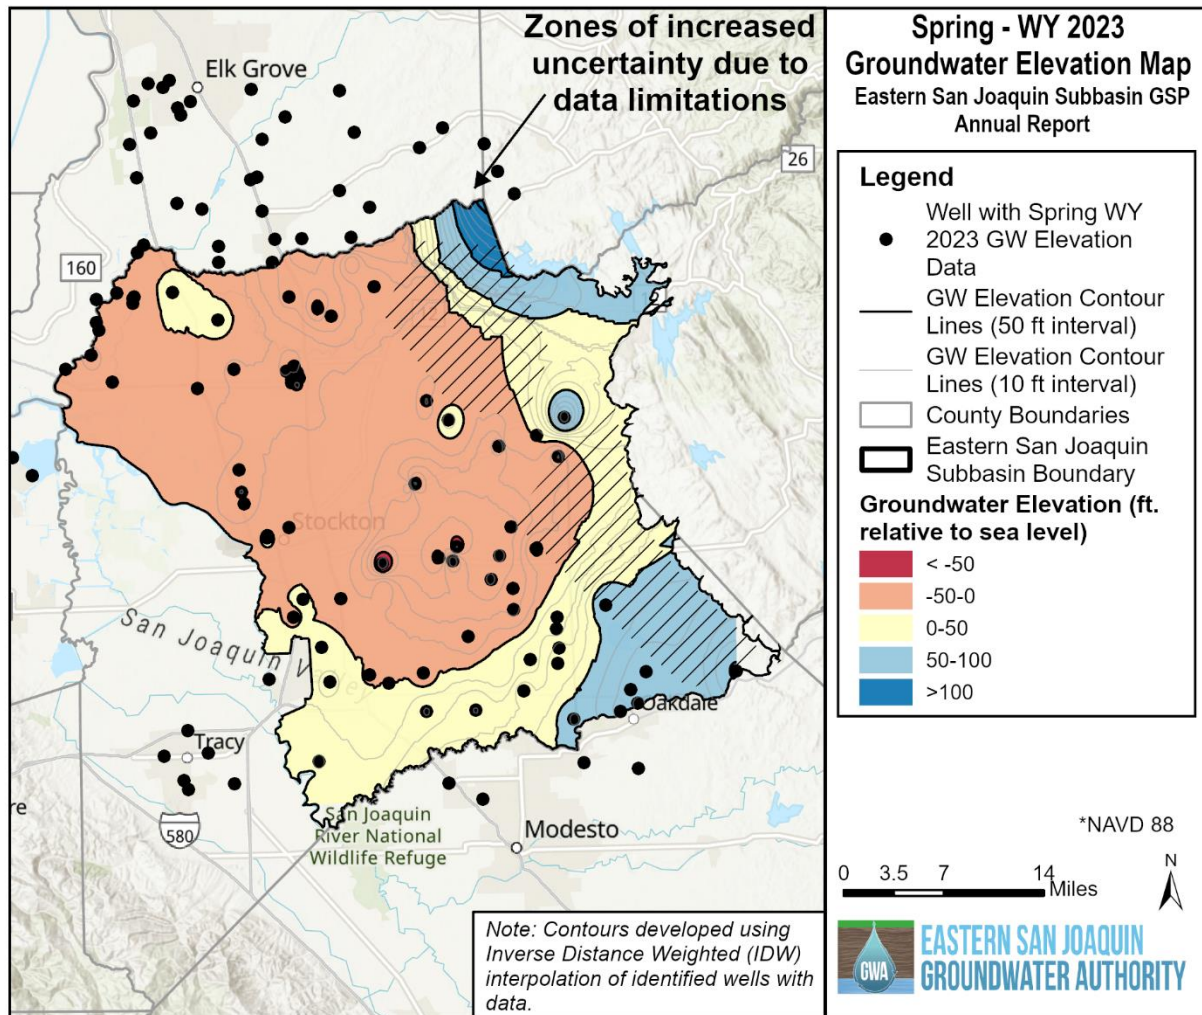 Zones of increased
uncertainty due to
data limitations
Elk Grove
26
160
Stockton
San Joaquin V
Oakdale
Tracy
re
580
San Joaquin
River National
Wildlife Refuge
Modesto
Note: Contours developed using
Inverse Distance Weighted (IDW)
interpolation of identified wells with
data.
Spring - WY 2023
Groundwater Elevation Map
Eastern San Joaquin Subbasin GSP
Annual Report
Legend
Well with Spring WY
2023 GW Elevation
Data
GW Elevation Contour
Lines (50 ft interval)
GW Elevation Contour
Lines (10 ft interval)
County Boundaries
Eastern San Joaquin
Subbasin Boundary
Groundwater Elevation (ft.
relative to sea level)
< -50
-50-0
0-50
50-100
>100
*NAVD 88
0 3.5 7 14
Miles
N
GWA
EASTERN SAN JOAQUIN
GROUNDWATER AUTHORITY